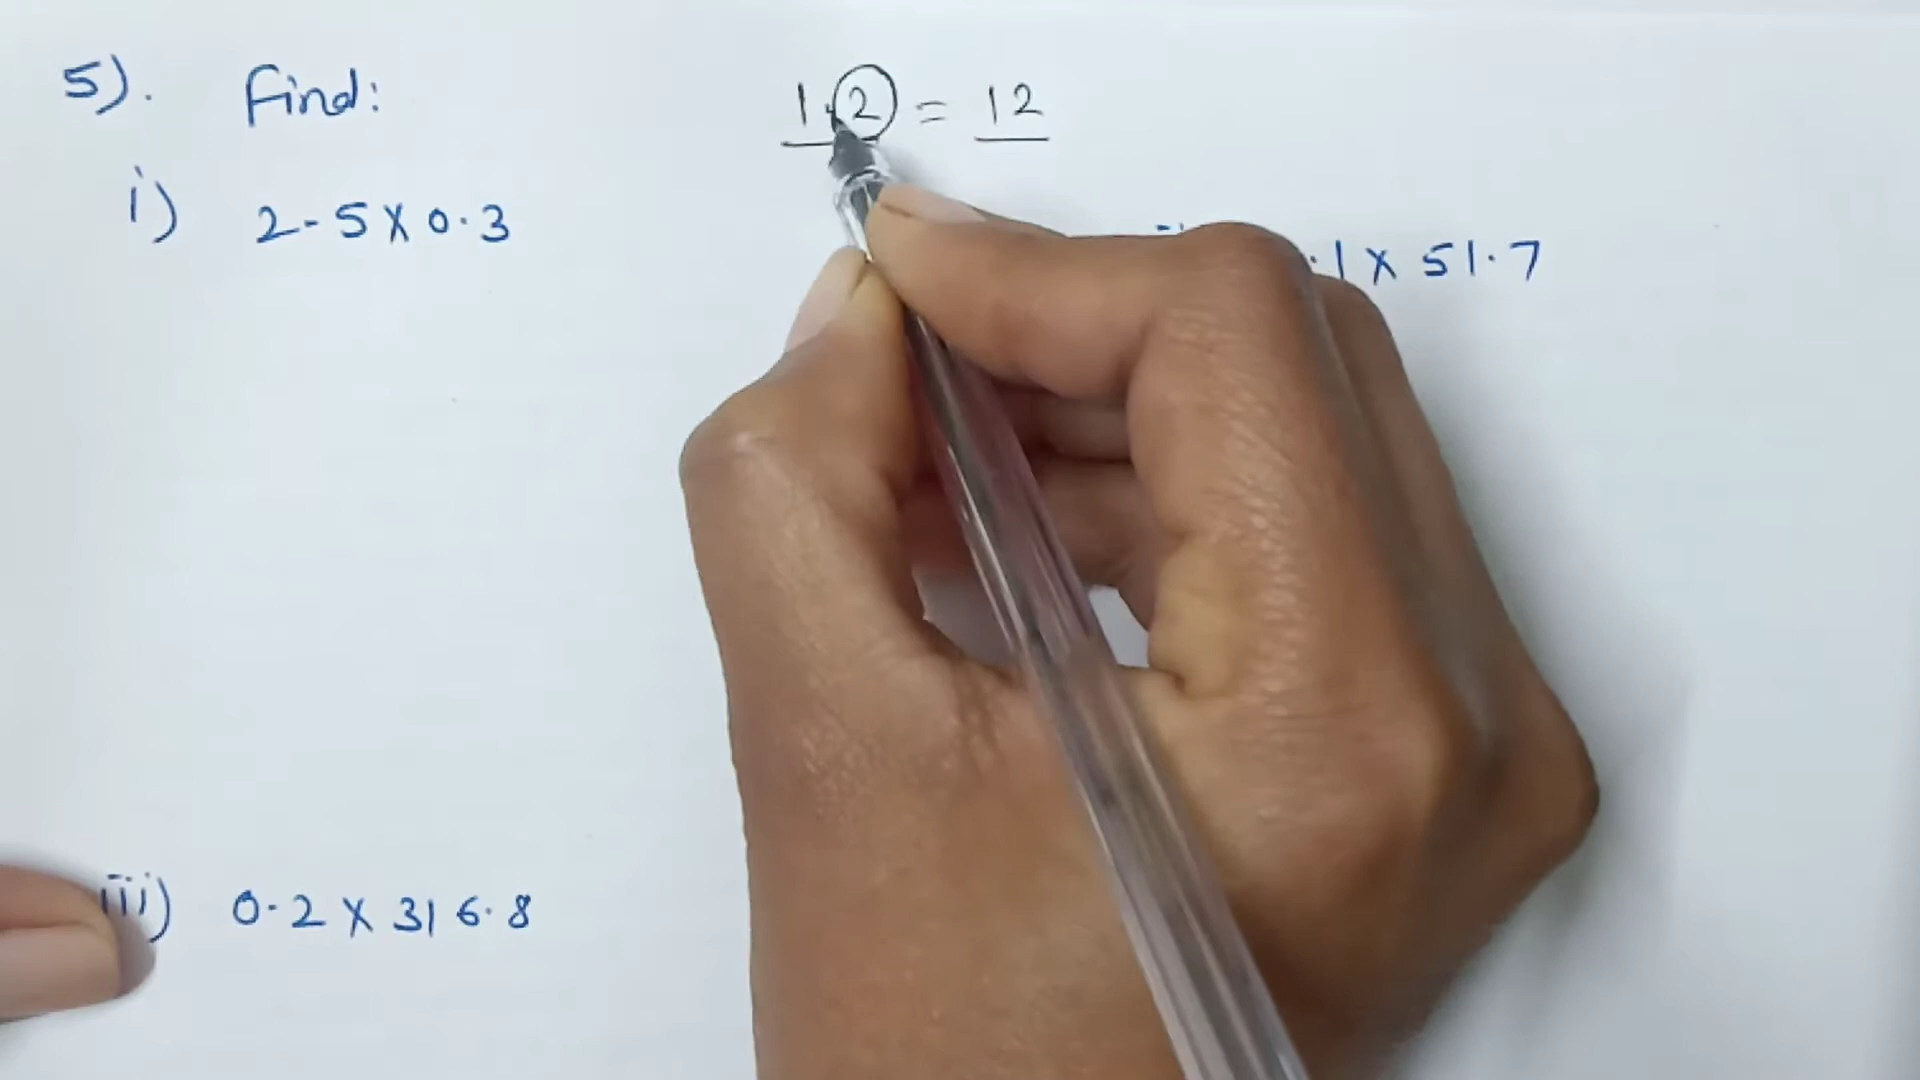 5). Find:
1.2 = 12
i) 2.5 X 0.3
.1 X 51.7
iii) 0.2 X 316.8